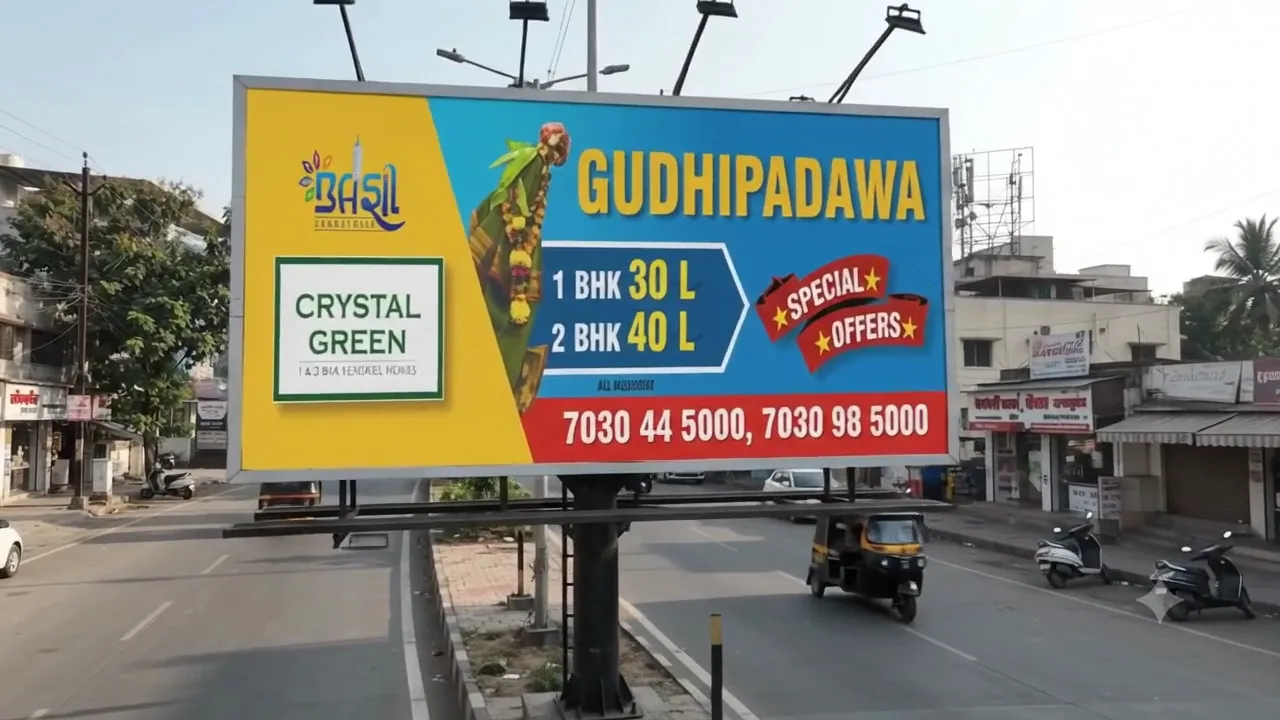 BASIL
CRYSTAL
GREEN
GUDHIPADAWA
1 BHK 30 L
2 BHK 40 L
SPECIAL
OFFERS
7030 44 5000, 7030 98 5000